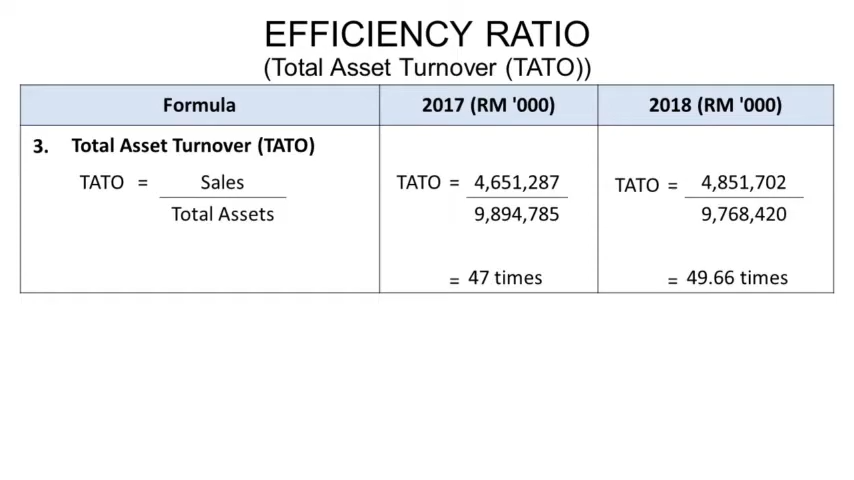 EFFICIENCY RATIO
(Total Asset Turnover (TATO))
Formula 2017 (RM '000) 2018 (RM '000)
3. Total Asset Turnover (TATO)
TATO = Sales TATO = 4,651,287 TATO = 4,851,702
Total Assets 9,894,785 9,768,420
= 47 times = 49.66 times